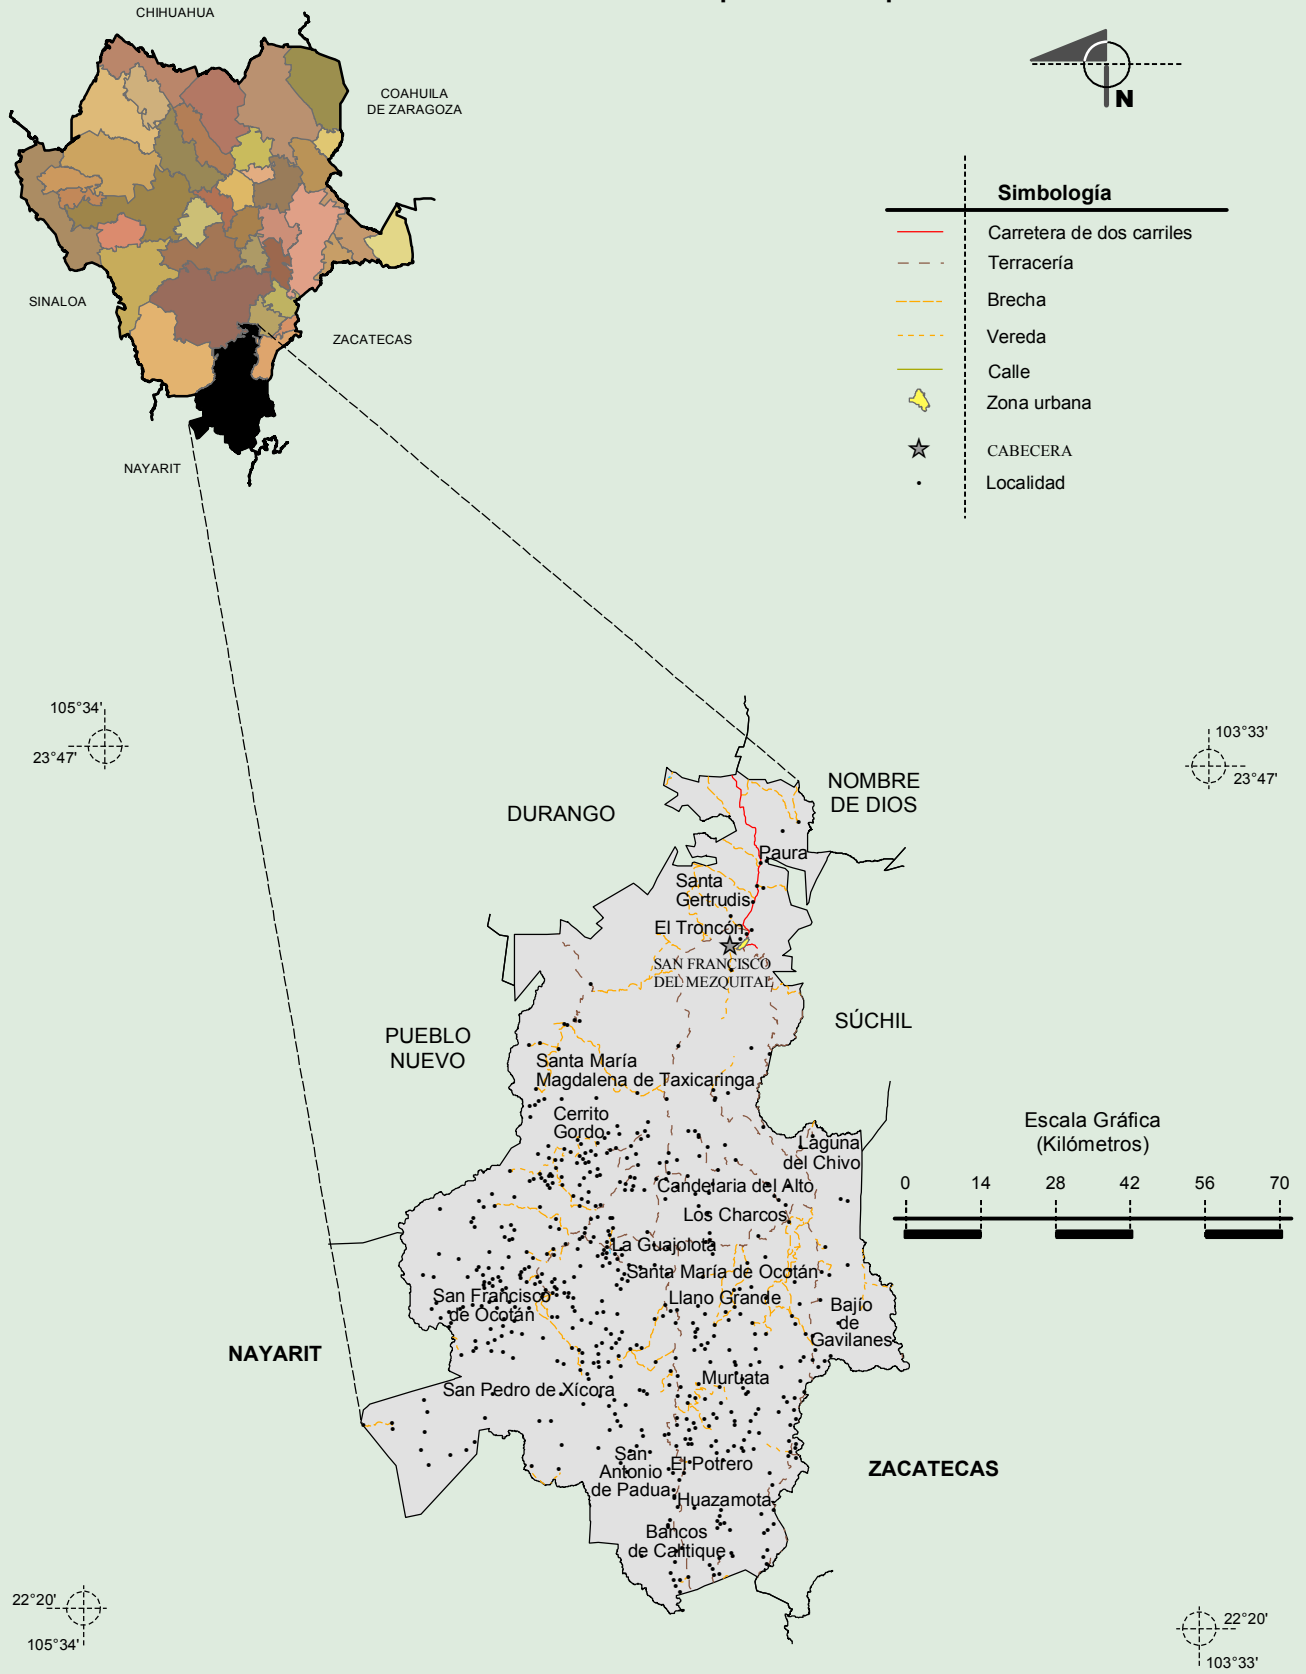 CHIHUAHUA
COAHUILA
DE ZARAGOZA
SINALOA
ZACATECAS
NAYARIT
N
Simbología
Carretera de dos carriles
Terracería
Brecha
Vereda
Calle
Zona urbana
CABECERA
Localidad
105°34'
23°47'
103°33'
23°47'
NOMBRE
DE DIOS
DURANGO
Paura
Santa
Gertrudis
El Troncón
SAN FRANCISCO
DEL MEZQUITAL
SÚCHIL
PUEBLO
NUEVO
Santa María
Magdalena de Taxicaringa
Cerrito
Gordo
Laguna
del Chivo
Candelaria del Alto
Los Charcos
La Guajolota
Santa María de Ocotán
San Francisco
de Ocotán
Llano Grande
Bajío
de
Gavilanes
Escala Gráfica
(Kilómetros)
0 14 28 42 56 70
NAYARIT
Muruata
San Pedro de Xícora
San
Antonio
de Padua
El Potrero
ZACATECAS
Huazamota
Bancos
de Calítique
22°20'
105°34'
22°20'
103°33'